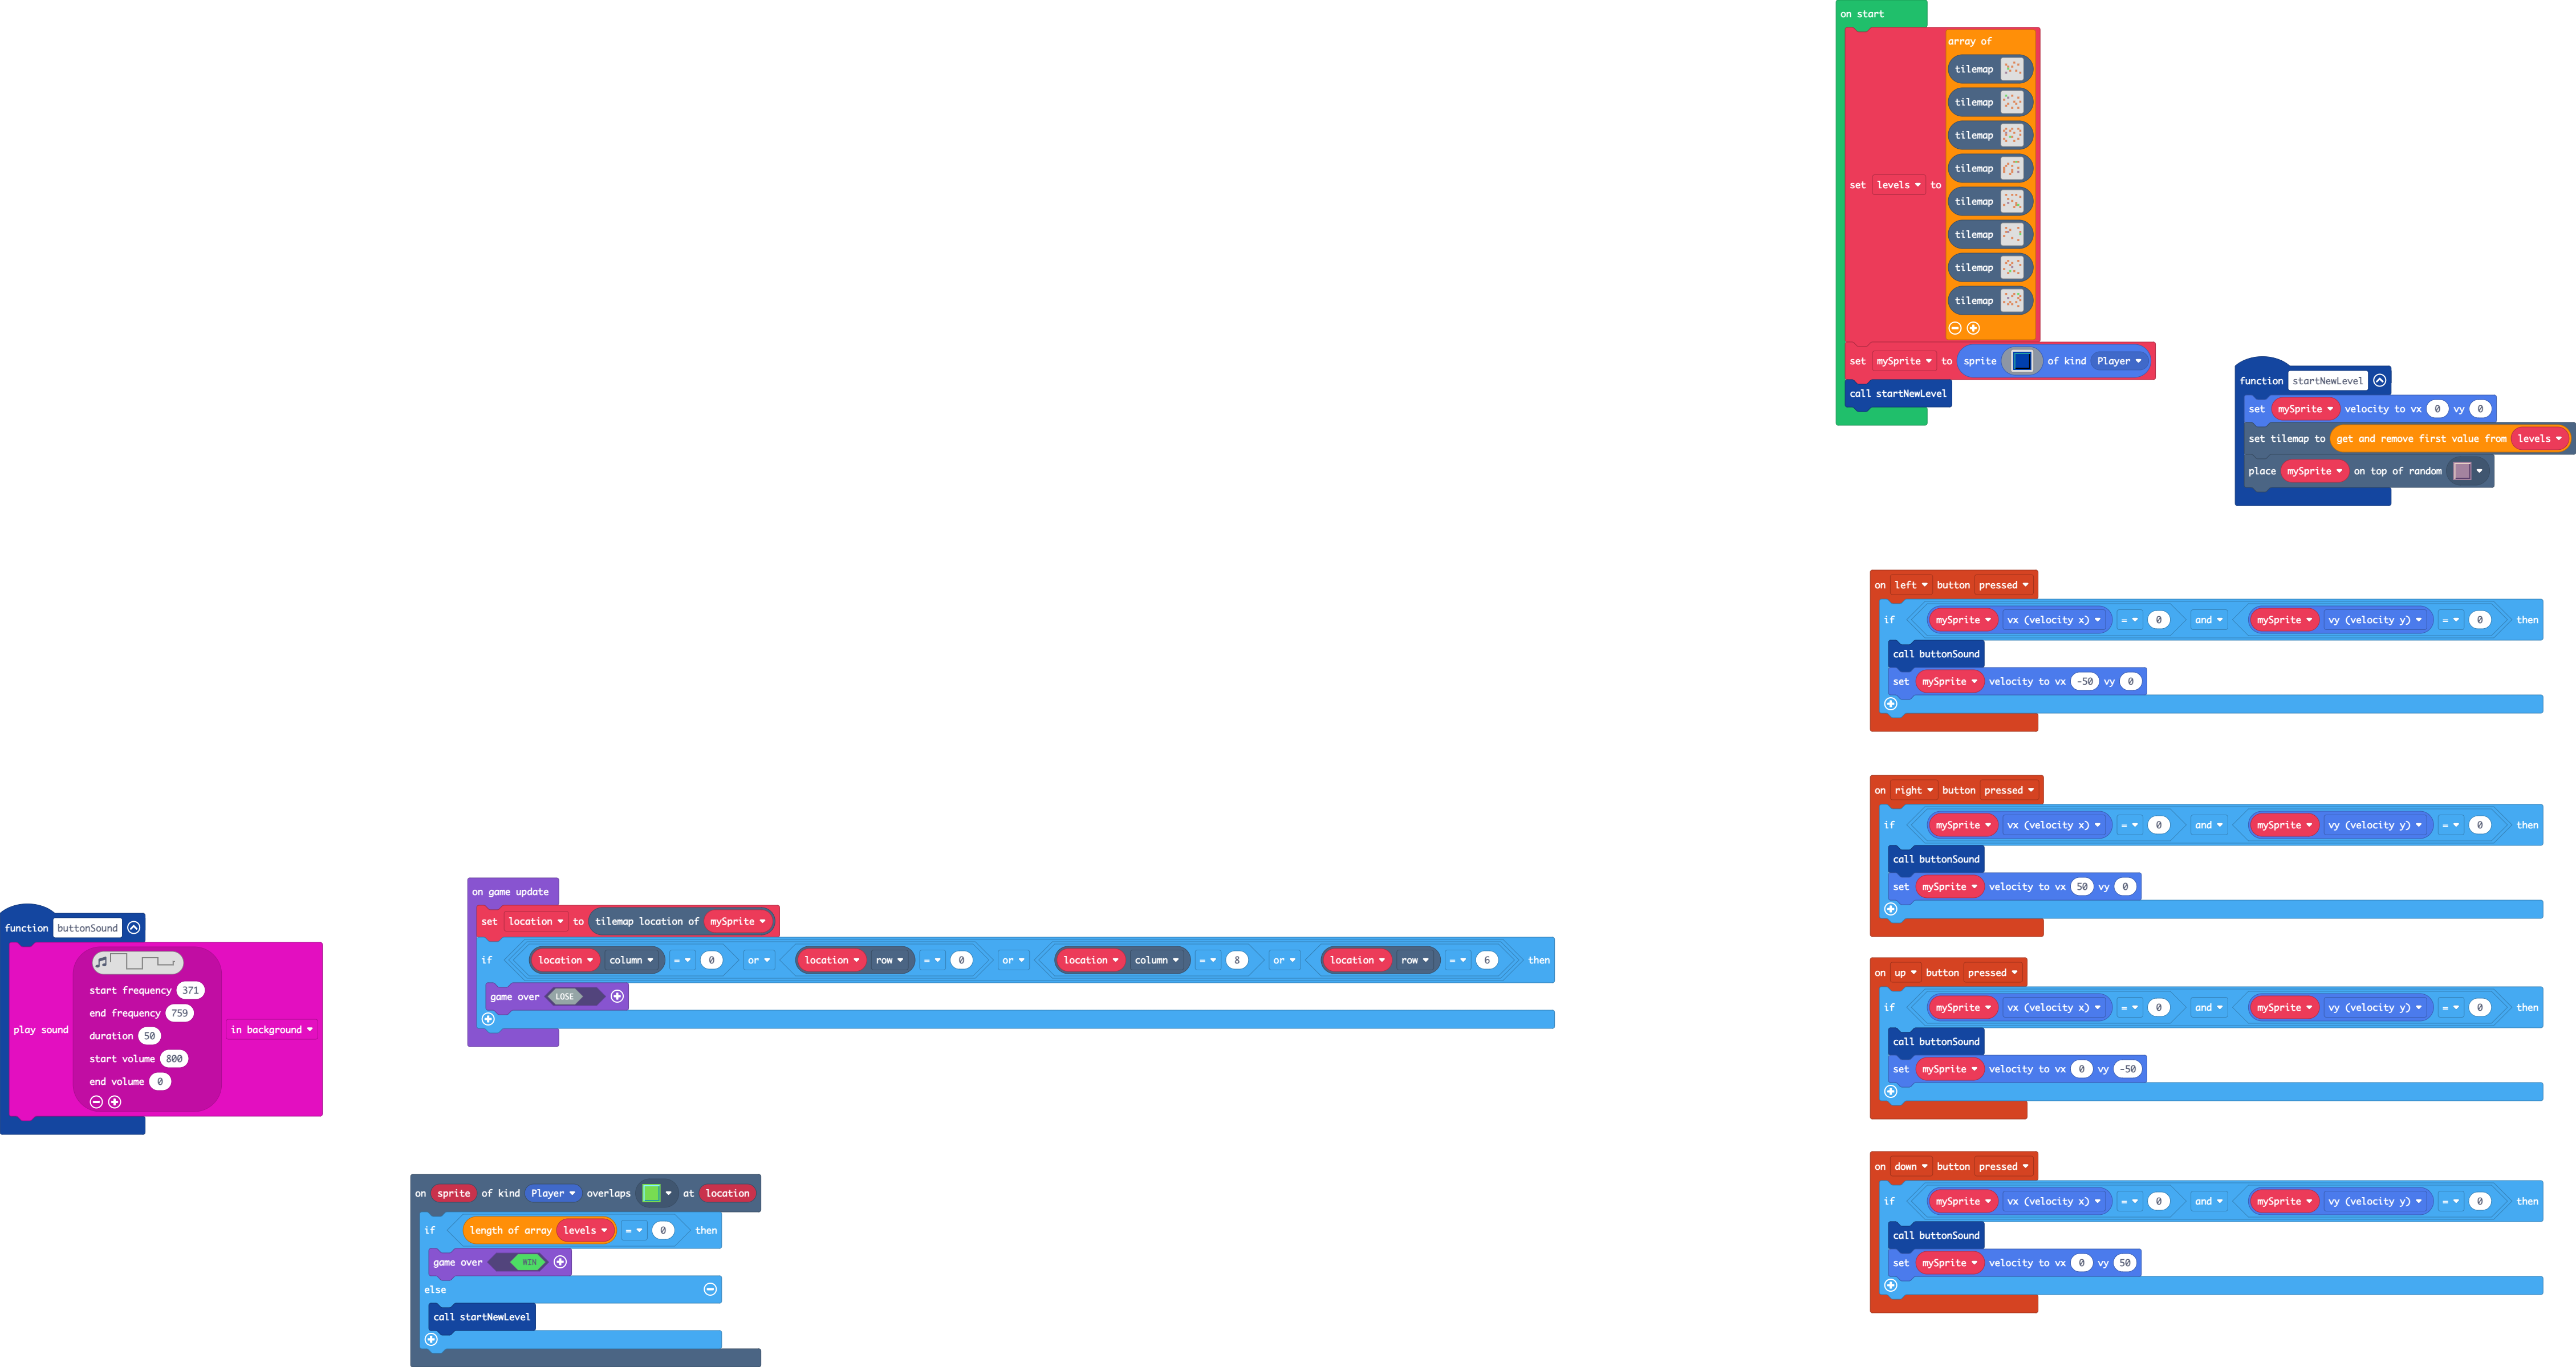 on start
array of
tilemap
tilemap
tilemap
tilemap
set levels to
tilemap
tilemap
tilemap
tilemap
set mySprite to sprite of kind Player
call startNewLevel
function startNewLevel
set mySprite velocity to vx 0 vy 0
set tilemap to get and remove first value from levels
place mySprite on top of random
on left button pressed
if mySprite vx (velocity x) = 0 and mySprite vy (velocity y) = 0 then
call buttonSound
set mySprite velocity to vx -50 vy 0
on right button pressed
if mySprite vx (velocity x) = 0 and mySprite vy (velocity y) = 0 then
call buttonSound
set mySprite velocity to vx 50 vy 0
on up button pressed
if mySprite vx (velocity x) = 0 and mySprite vy (velocity y) = 0 then
call buttonSound
set mySprite velocity to vx 0 vy -50
on down button pressed
if mySprite vx (velocity x) = 0 and mySprite vy (velocity y) = 0 then
call buttonSound
set mySprite velocity to vx 0 vy 50
on game update
set location to tilemap location of mySprite
if location column = 0 or location row = 0 or location column = 8 or location row = 6 then
game over LOSE
function buttonSound
start frequency 371
end frequency 759
play sound in background
duration 50
start volume 800
end volume 0
on sprite of kind Player overlaps at location
if length of array levels = 0 then
game over WIN
else
call startNewLevel